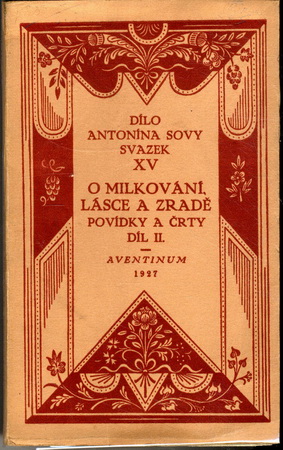 DÍLO
ANTONÍNA SOVY
SVAZEK
XV
O MILKOVÁNÍ,
LÁSCE A ZRADĚ
POVÍDKY A ČRTY
DÍL II.
AVENTINUM
1927